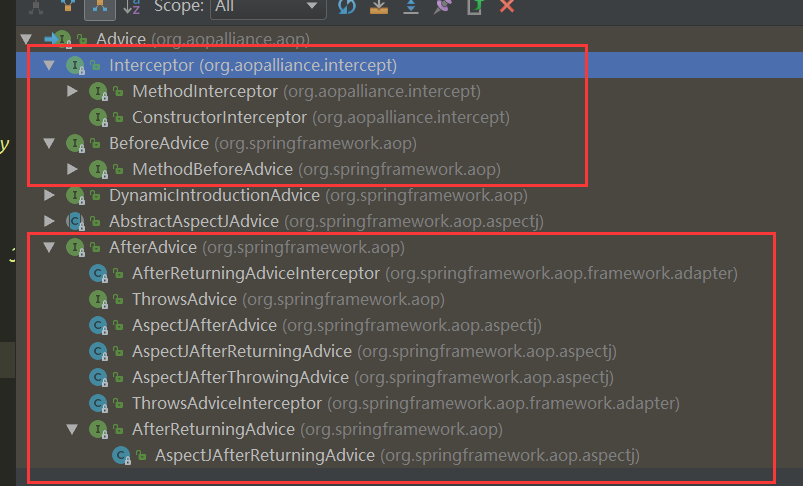 Scope: All
Advice (org.aopalliance.aop)
Interceptor (org.aopalliance.intercept)
MethodInterceptor (org.aopalliance.intercept)
ConstructorInterceptor (org.aopalliance.intercept)
BeforeAdvice (org.springframework.aop)
MethodBeforeAdvice (org.springframework.aop)
DynamicIntroductionAdvice (org.springframework.aop)
AbstractAspectJAdvice (org.springframework.aop.aspectj)
AfterAdvice (org.springframework.aop)
AfterReturningAdviceInterceptor (org.springframework.aop.framework.adapter)
ThrowsAdvice (org.springframework.aop)
AspectJAfterAdvice (org.springframework.aop.aspectj)
AspectJAfterReturningAdvice (org.springframework.aop.aspectj)
AspectJAfterThrowingAdvice (org.springframework.aop.aspectj)
ThrowsAdviceInterceptor (org.springframework.aop.framework.adapter)
AfterReturningAdvice (org.springframework.aop)
AspectJAfterReturningAdvice (org.springframework.aop.aspectj)